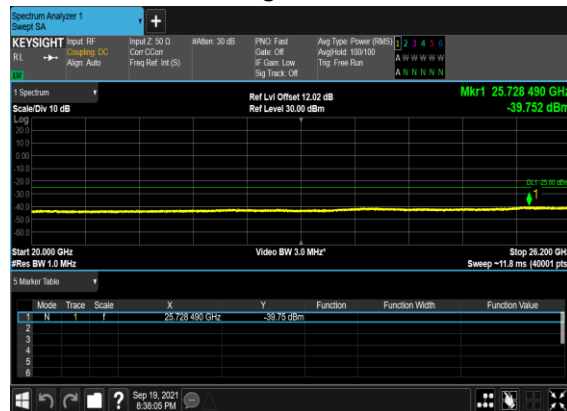 Spectrum Analyzer 1
Swept SA
+
KEYSIGHT
RL
Input: RF
Coupling: DC
Align: Auto
Input Z: 50 Ω
Corr CCorr
Freq Ref: Int (S)
#Atten: 30 dB
PNO: Fast
Gate: Off
IF Gain: Low
Sig Track: Off
Avg Type: Power (RMS)
Avg|Hold: 100/100
Trig: Free Run
1 2 3 4 5 6
A W W W W W
A N N N N N
1 Spectrum
Scale/Div 10 dB
Ref Lvl Offset 12.02 dB
Ref Level 30.00 dBm
Mkr1 25.728 490 GHz
-39.752 dBm
Log
20.0
10.0
0.00
-10.0
-20.0
-30.0
-40.0
-50.0
-60.0
DL1 -25.00 dBm
1
Start 20.000 GHz
#Res BW 1.0 MHz
Video BW 3.0 MHz*
Stop 26.200 GHz
Sweep ~11.8 ms (40001 pts)
5 Marker Table
Mode Trace Scale X Y Function Function Width Function Value
1 N 1 f 25.728 490 GHz -39.75 dBm
2
3
4
5
6
?
Sep 19, 2021
8:38:05 PM